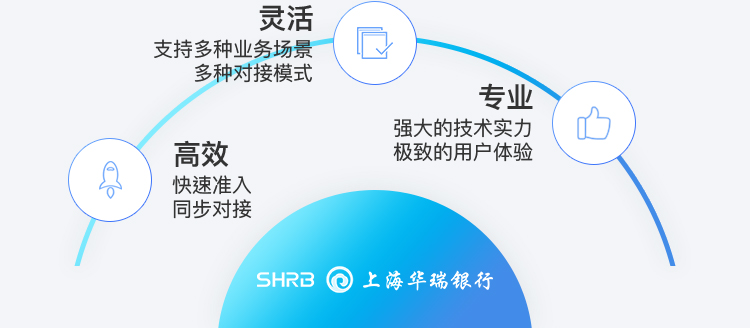 灵活
支持多种业务场景
多种对接模式
专业
强大的技术实力
极致的用户体验
高效
快速准入
同步对接
SHRB 上海华瑞银行